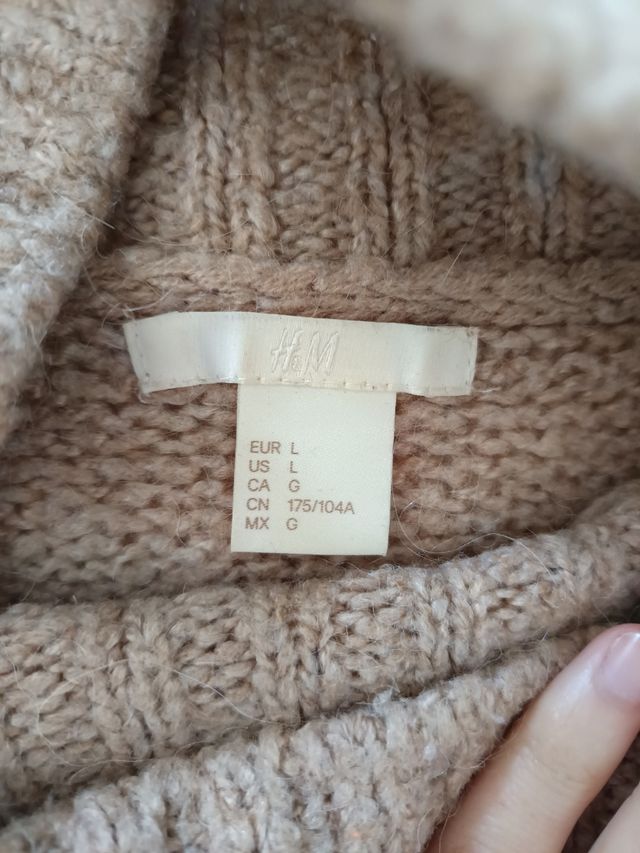 H&M
EUR L
US L
CA G
CN 175/104A
MX G